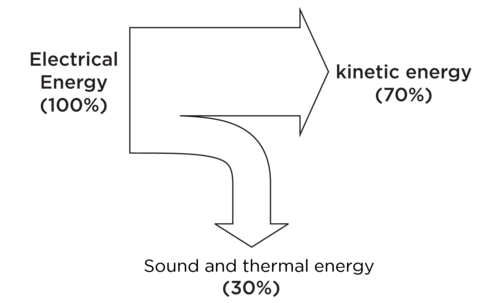 Electrical
Energy
(100%)
kinetic energy
(70%)
Sound and thermal energy
(30%)